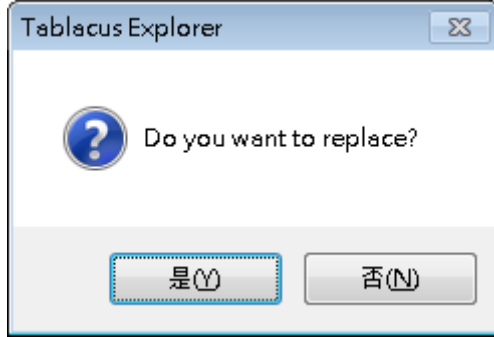 Tablacus Explorer
Do you want to replace?
是(Y) 否(N)